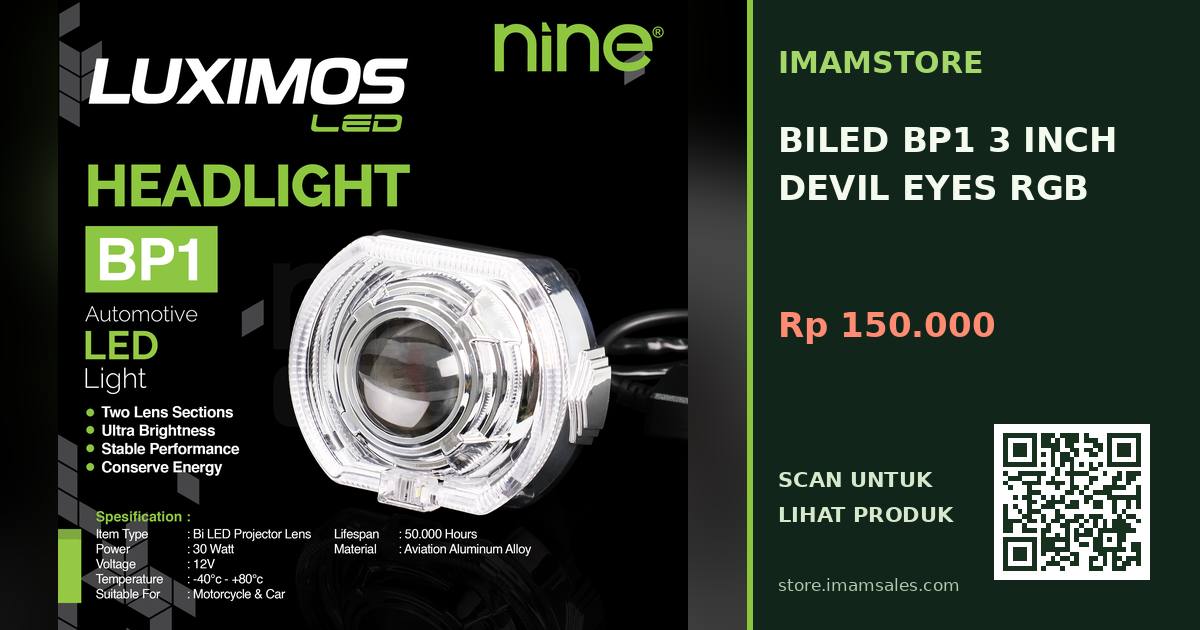 LUXIMOS
LED
nine®
HEADLIGHT
BP1
Automotive
LED
Light
Two Lens Sections
Ultra Brightness
Stable Performance
Conserve Energy
Spesification :
Item Type : Bi LED Projector Lens
Power : 30 Watt
Voltage : 12V
Temperature : -40°c - +80°c
Suitable For : Motorcycle & Car
Lifespan : 50.000 Hours
Material : Aviation Aluminum Alloy
IMAMSTORE
BILED BP1 3 INCH
DEVIL EYES RGB
Rp 150.000
SCAN UNTUK
LIHAT PRODUK
store.imamsales.com